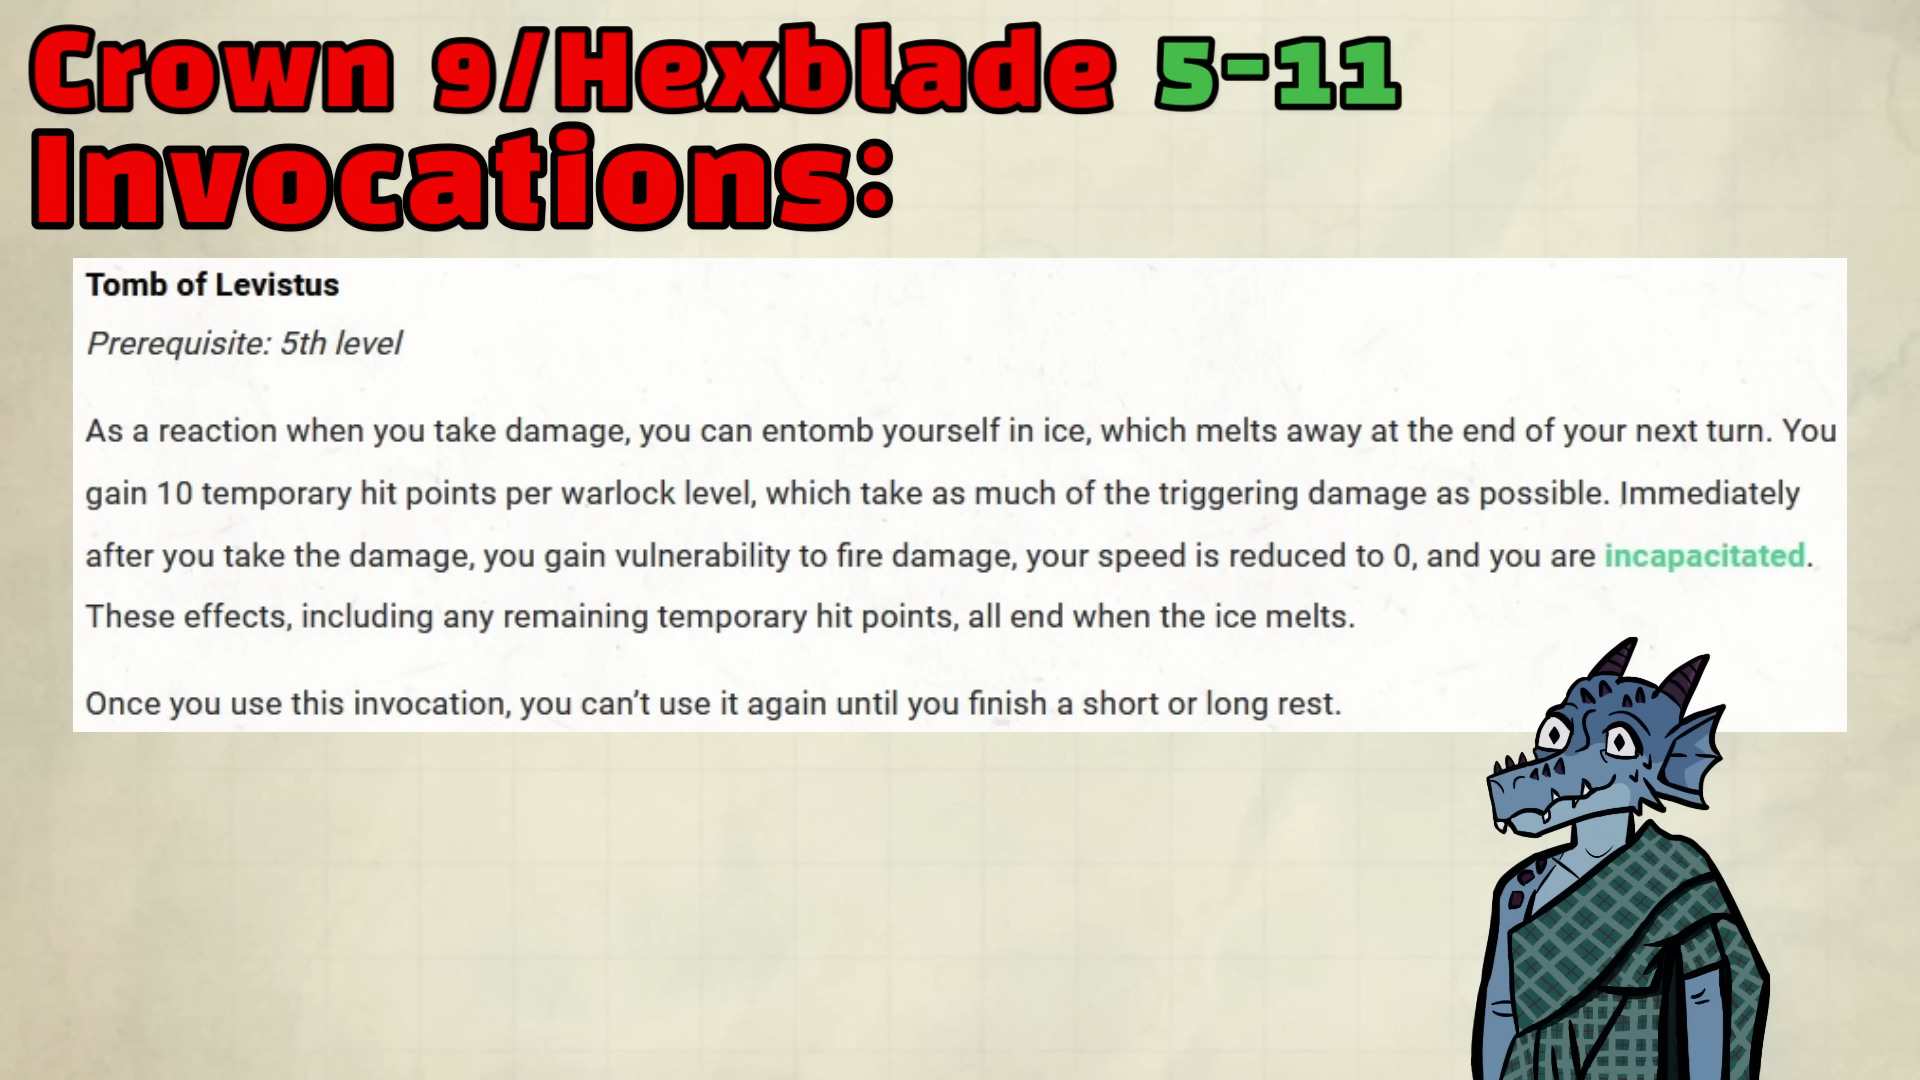 Crown 9/Hexblade 5-11
Invocations:
Tomb of Levistus
Prerequisite: 5th level
As a reaction when you take damage, you can entomb yourself in ice, which melts away at the end of your next turn. You
gain 10 temporary hit points per warlock level, which take as much of the triggering damage as possible. Immediately
after you take the damage, you gain vulnerability to fire damage, your speed is reduced to 0, and you are incapacitated.
These effects, including any remaining temporary hit points, all end when the ice melts.
Once you use this invocation, you can’t use it again until you finish a short or long rest.